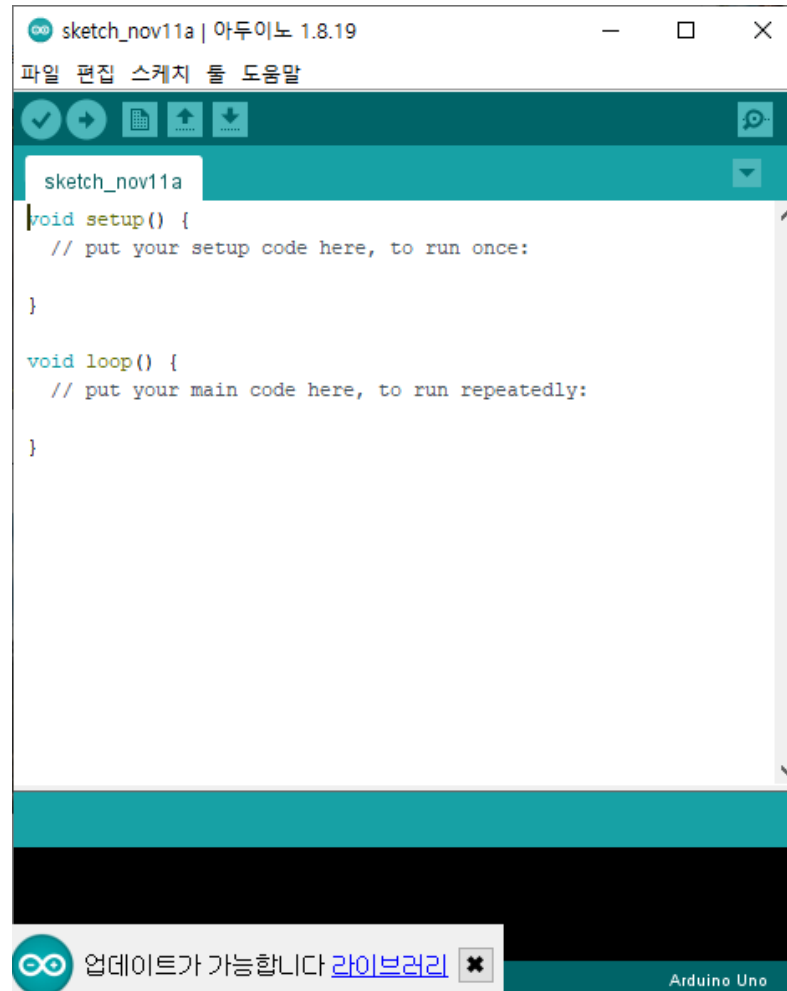 sketch_nov11a | 아두이노 1.8.19
파일 편집 스케치 툴 도움말
sketch_nov11a
void setup() {
  // put your setup code here, to run once:
}
void loop() {
  // put your main code here, to run repeatedly:
}
업데이트가 가능합니다 라이브러리
Arduino Uno